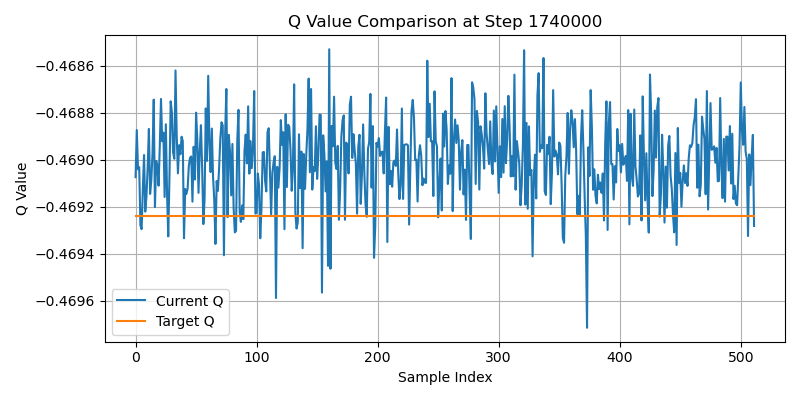 Q Value Comparison at Step 1740000
Q Value
−0.4686
−0.4688
−0.4690
−0.4692
−0.4694
−0.4696
Current Q
Target Q
0 100 200 300 400 500
Sample Index